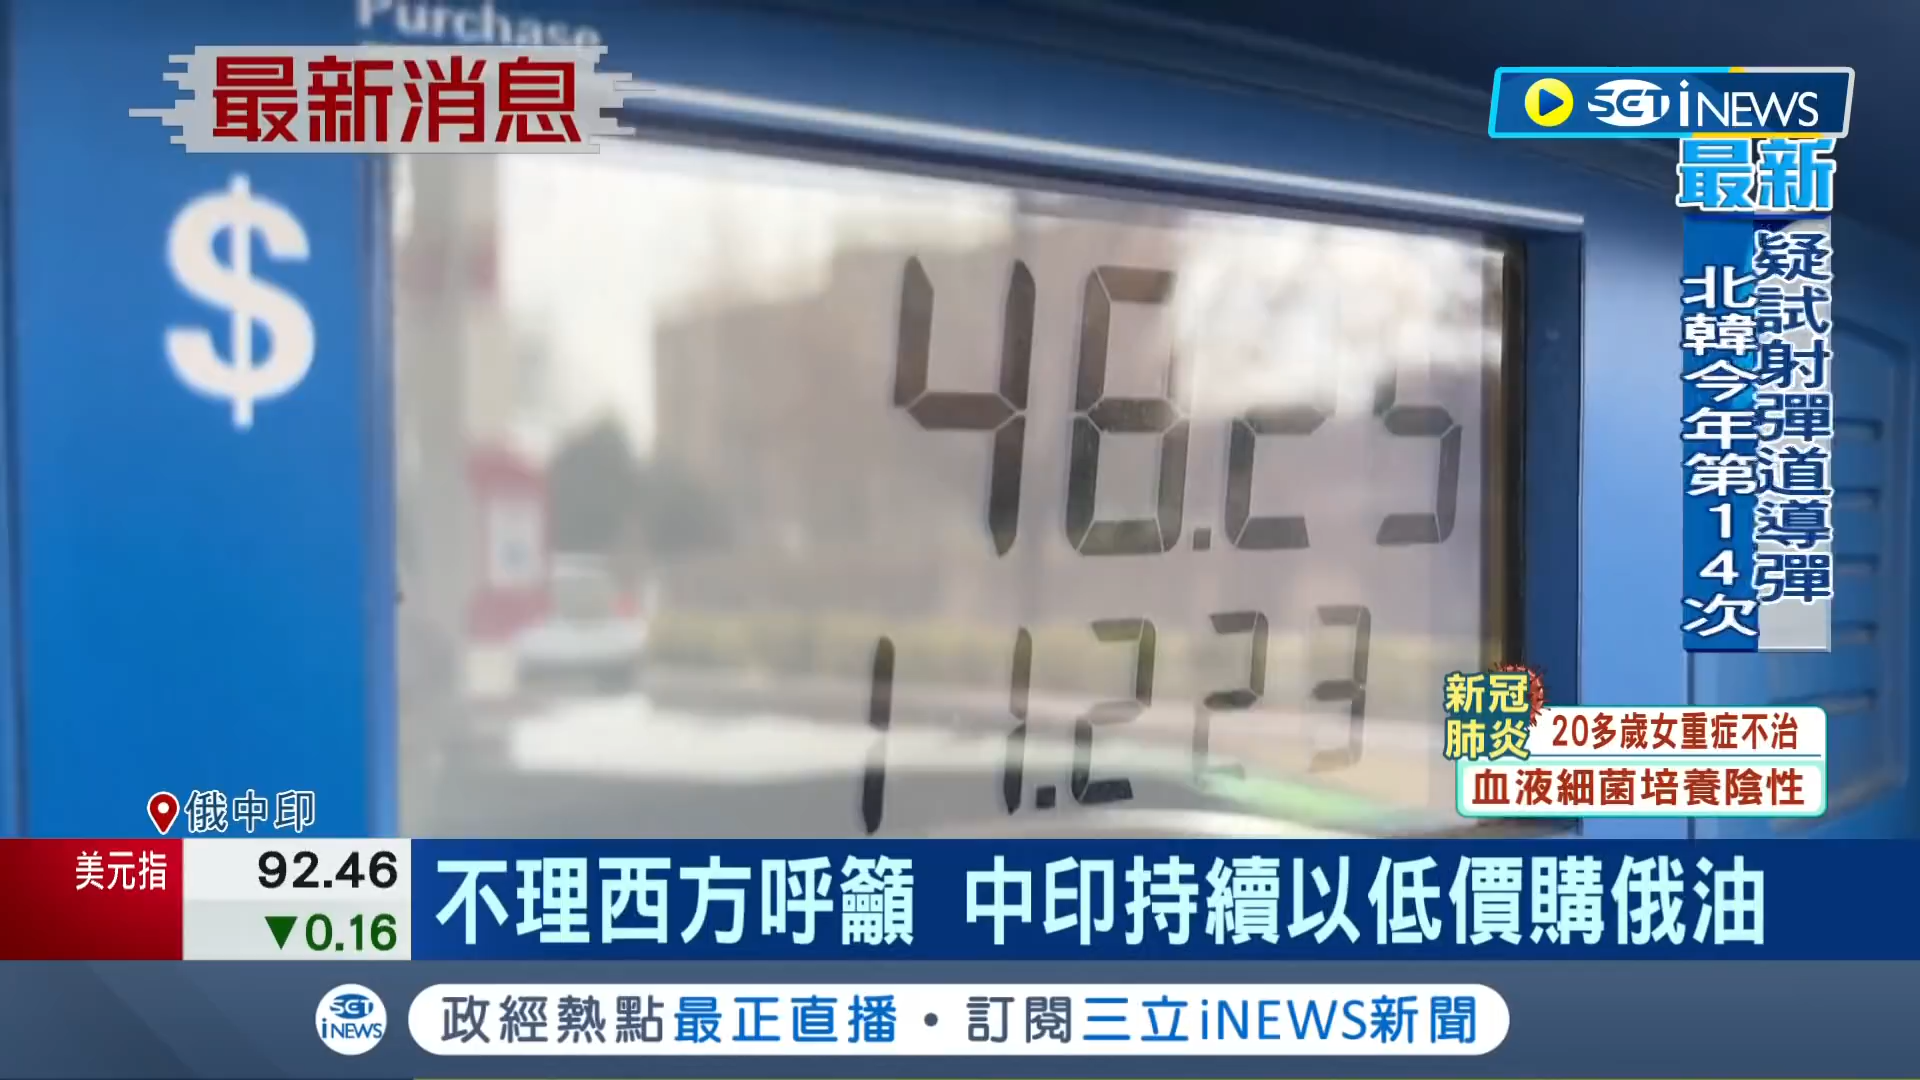 Purchase
最新消息
SET iNEWS
最新
疑試射彈道導彈
北韓今年第14次
$
46.25
11.223
新冠肺炎
20多歲女重症不治
血液細菌培養陰性
俄中印
美元指
92.46
▼0.16
不理西方呼籲 中印持續以低價購俄油
SET iNEWS
政經熱點最正直播・訂閱三立iNEWS新聞